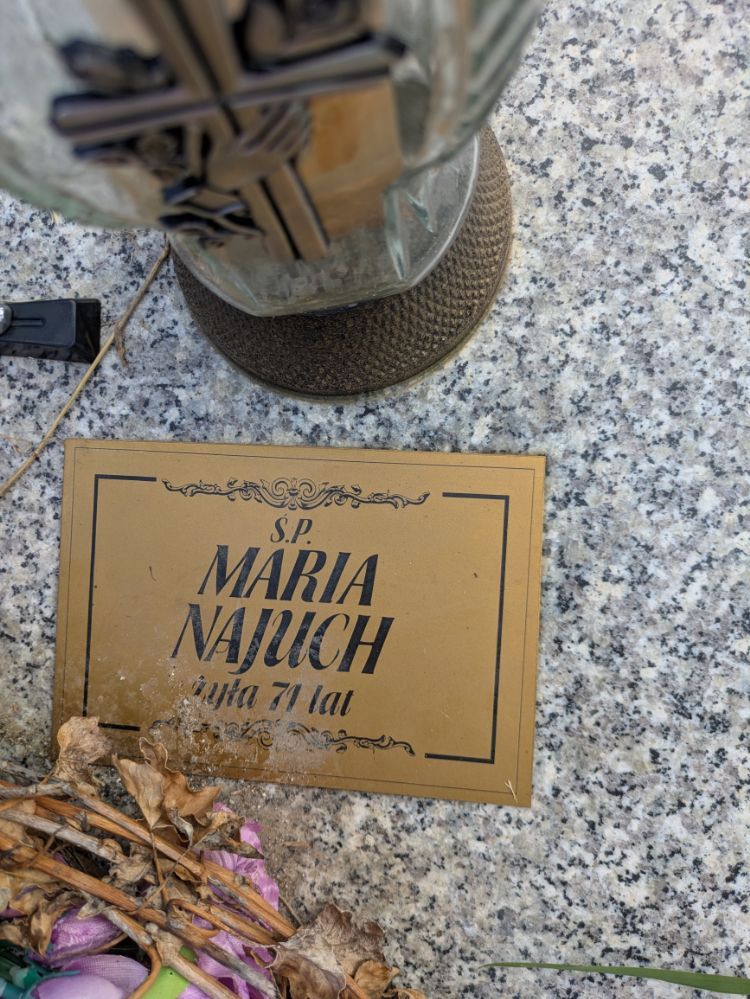 Ś.P.
MARIA
NAJUCH
żyła 71 lat